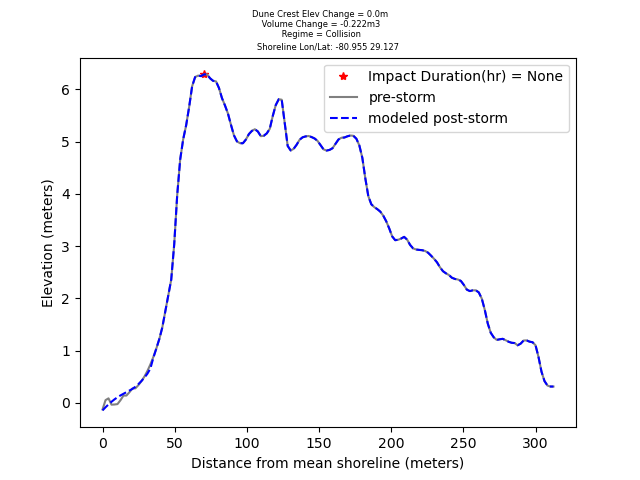 Dune Crest Elev Change = 0.0m
Volume Change = -0.222m3
Regime = Collision
Shoreline Lon/Lat: -80.955 29.127
Impact Duration(hr) = None
pre-storm
modeled post-storm
Elevation (meters)
6
5
4
3
2
1
0
0 50 100 150 200 250 300
Distance from mean shoreline (meters)